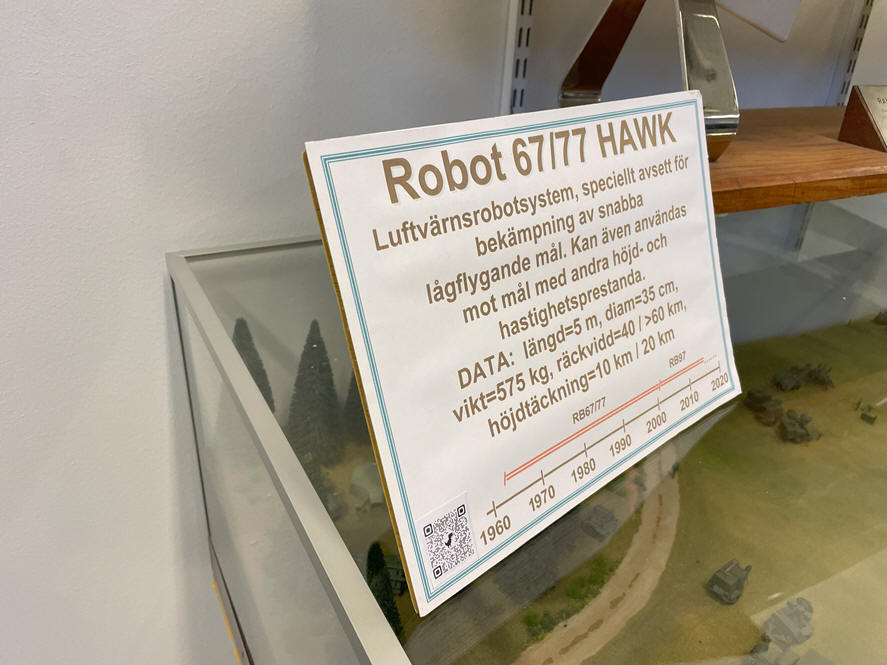 Robot 67/77 HAWK
Luftvärnsrobotsystem, speciellt avsett för
bekämpning av snabba
lågflygande mål. Kan även användas
mot mål med andra höjd- och
hastighetsprestanda.
DATA: längd=5 m, diam=35 cm,
vikt=575 kg, räckvidd=40 / >60 km,
höjdtäckning=10 km / 20 km
RB67/77
RB97
1960 1970 1980 1990 2000 2010 2020